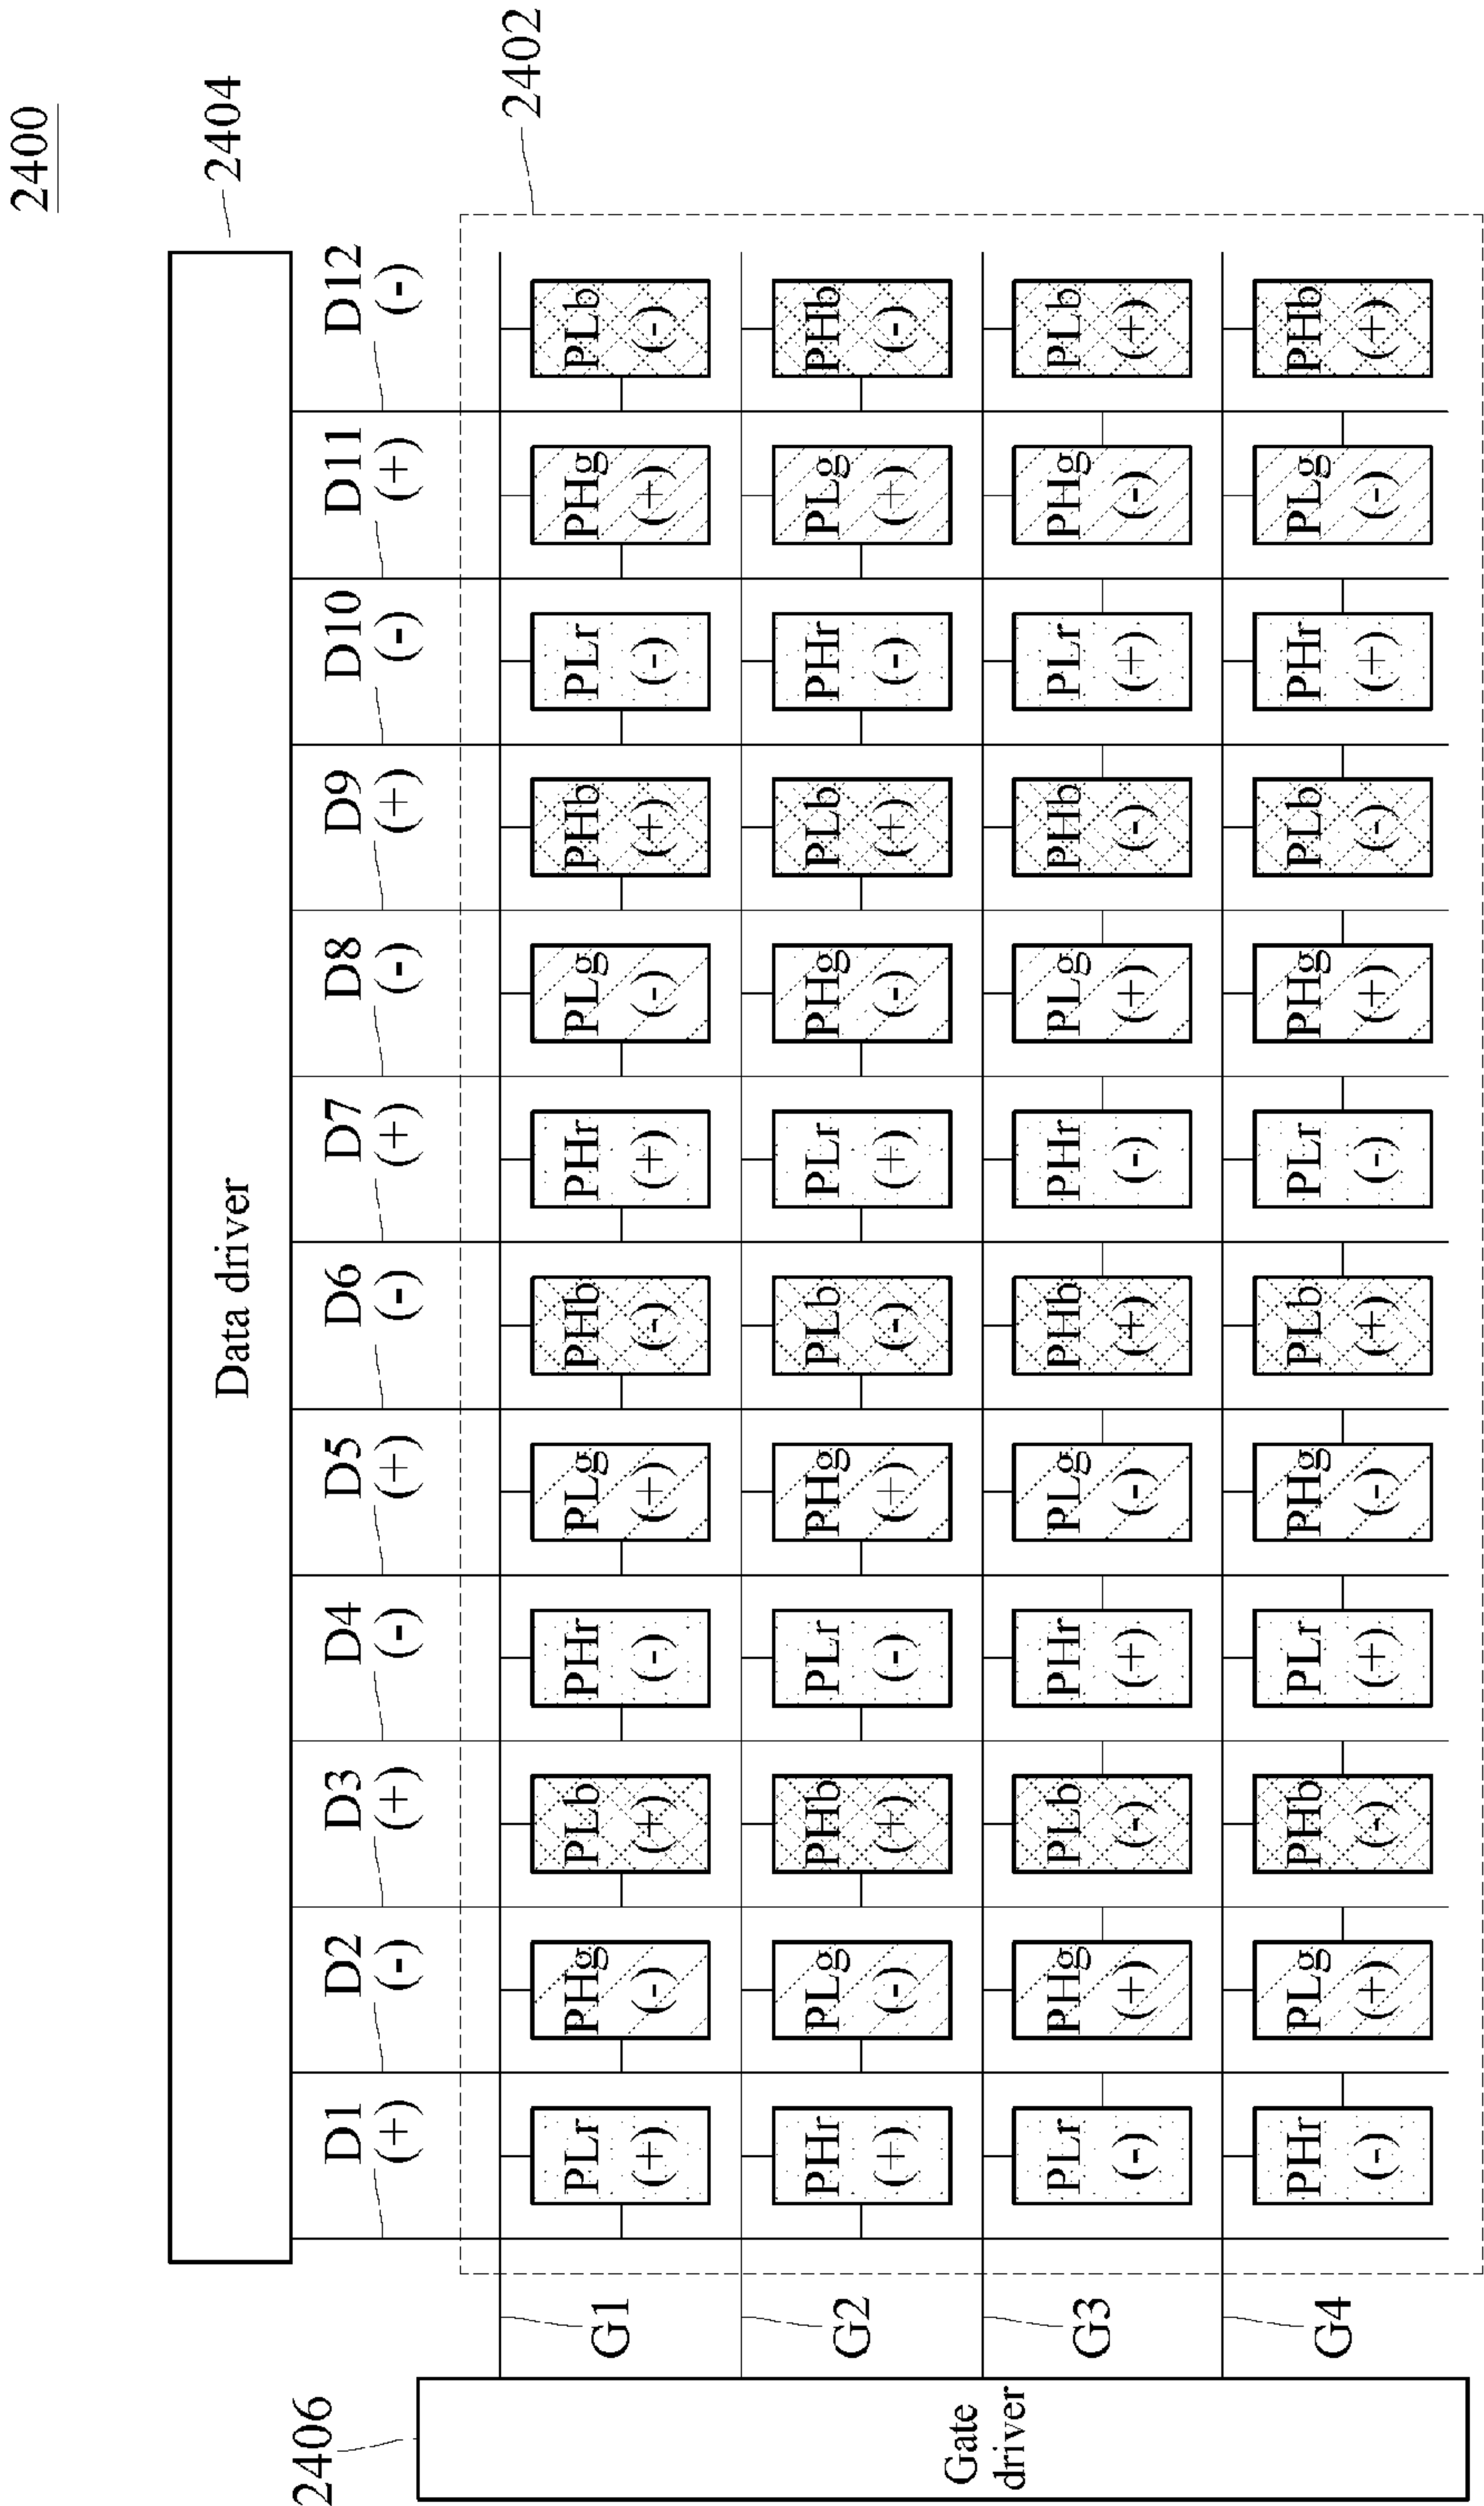 2400
2404
Data driver
D1 D2 D3 D4 D5 D6 D7 D8 D9 D10 D11 D12
(+) (-) (+) (-) (+) (-) (+) (-) (+) (-) (+) (-)
2402
2406
Gate
driver
G1
PLr PHg PLb PHr PLg PHb PHr PLg PHb PLr PHg PLb
(+) (-) (+) (-) (+) (-) (+) (-) (+) (-) (+) (-)
G2
PHr PLg PHb PLr PHg PLb PLr PHg PLb PHr PLg PHb
(+) (-) (+) (-) (+) (-) (+) (-) (+) (-) (+) (-)
G3
PLr PHg PLb PHr PLg PHb PHr PLg PHb PLr PHg PLb
(-) (+) (-) (+) (-) (+) (-) (+) (-) (+) (-) (+)
G4
PHr PLg PHb PLr PHg PLb PLr PHg PLb PHr PLg PHb
(-) (+) (-) (+) (-) (+) (-) (+) (-) (+) (-) (+)